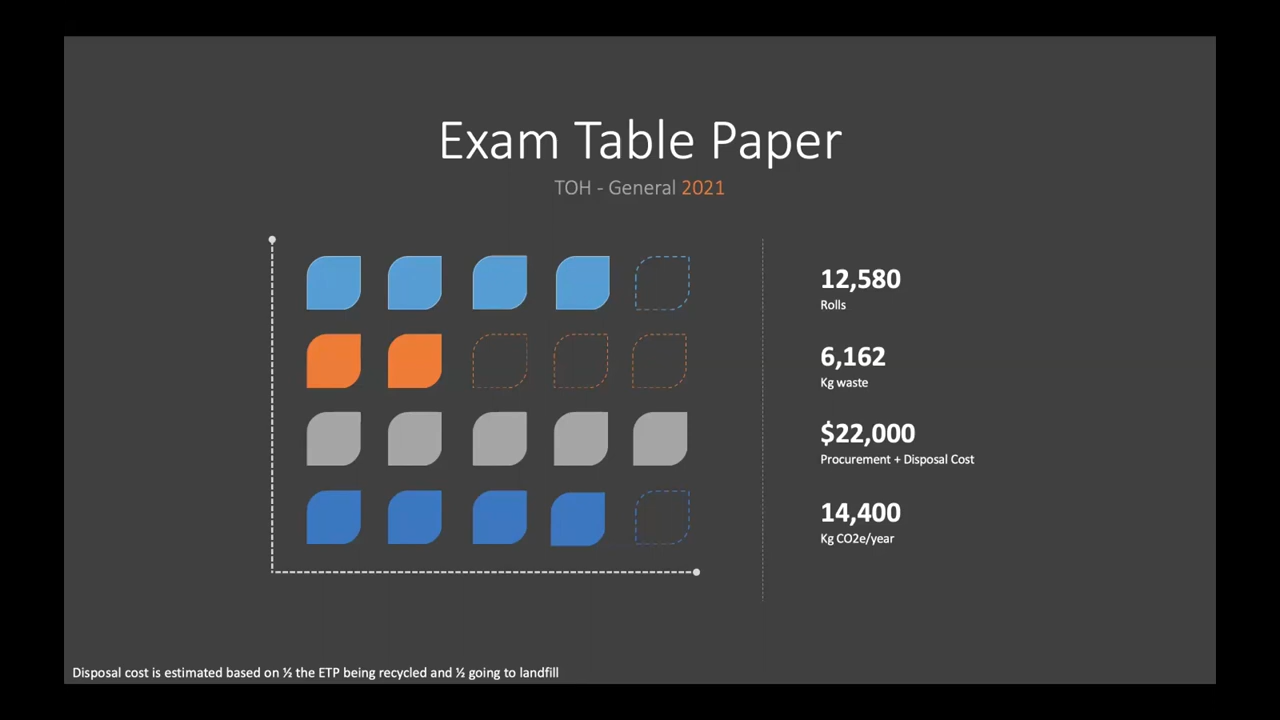 Exam Table Paper
TOH - General 2021
12,580
Rolls
6,162
Kg waste
$22,000
Procurement + Disposal Cost
14,400
Kg CO2e/year
Disposal cost is estimated based on ½ the ETP being recycled and ½ going to landfill